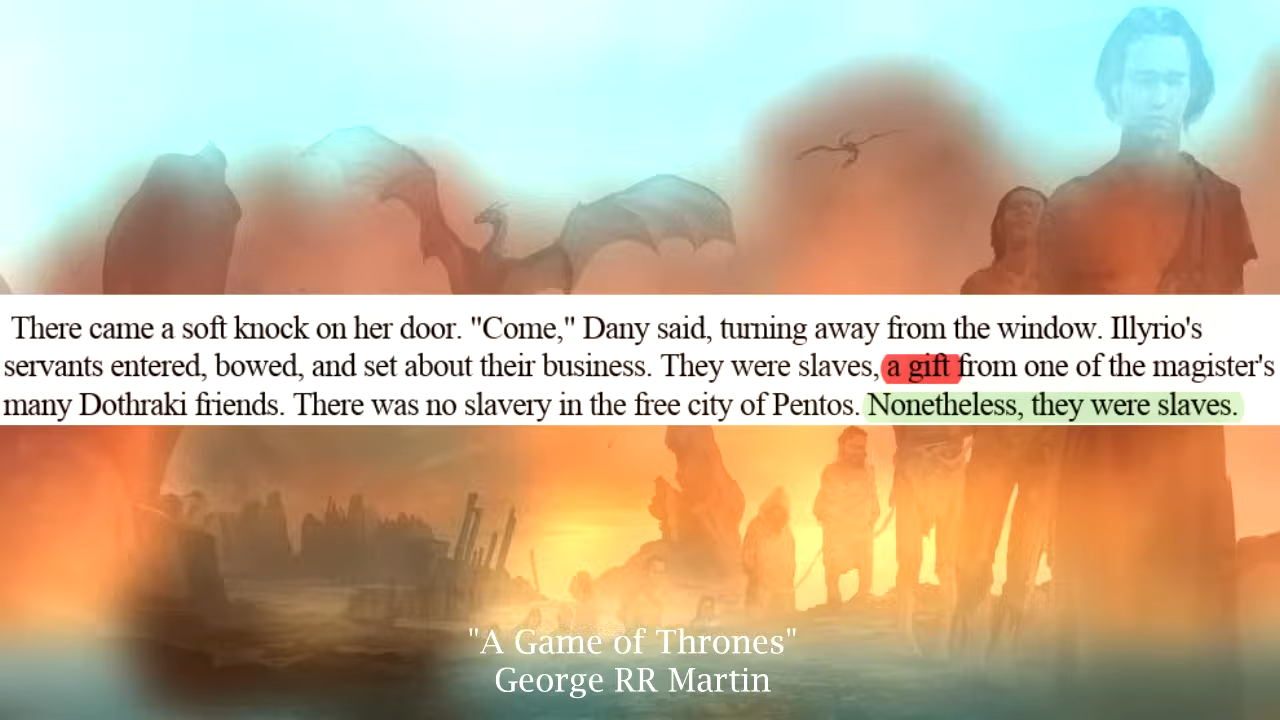 There came a soft knock on her door. "Come," Dany said, turning away from the window. Illyrio's
servants entered, bowed, and set about their business. They were slaves, a gift from one of the magister's
many Dothraki friends. There was no slavery in the free city of Pentos. Nonetheless, they were slaves.
"A Game of Thrones"
George RR Martin